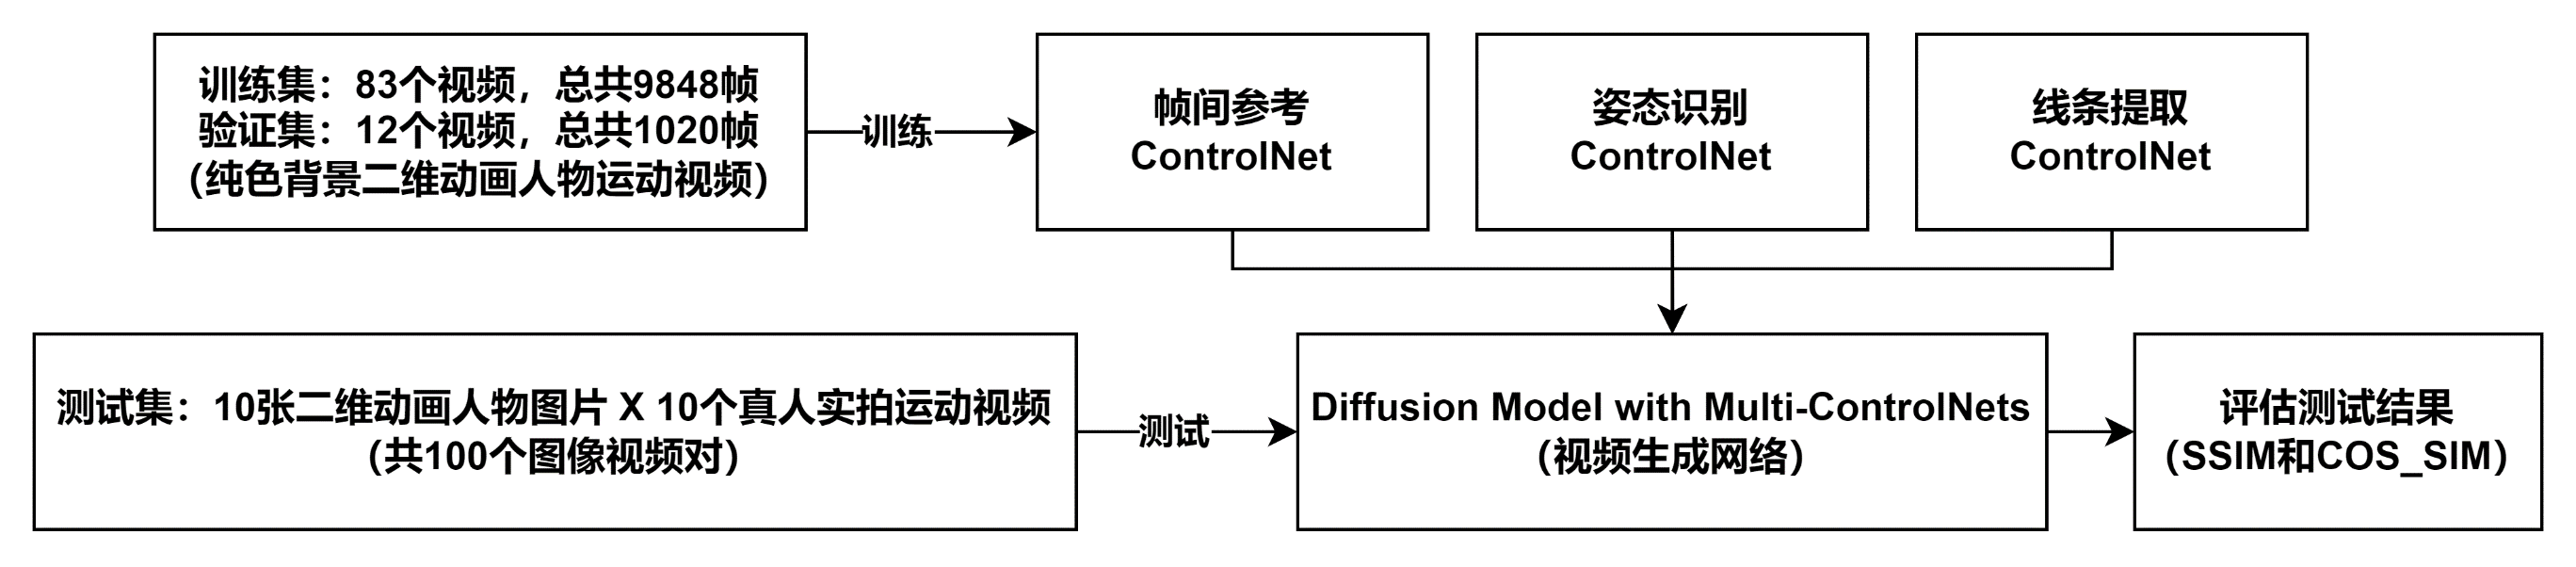 训练集：83个视频，总共9848帧
验证集：12个视频，总共1020帧
（纯色背景二维动画人物运动视频）
训练
帧间参考
ControlNet
姿态识别
ControlNet
线条提取
ControlNet
测试集：10张二维动画人物图片 X 10个真人实拍运动视频
（共100个图像视频对）
测试
Diffusion Model with Multi-ControlNets
（视频生成网络）
评估测试结果
（SSIM和COS_SIM）